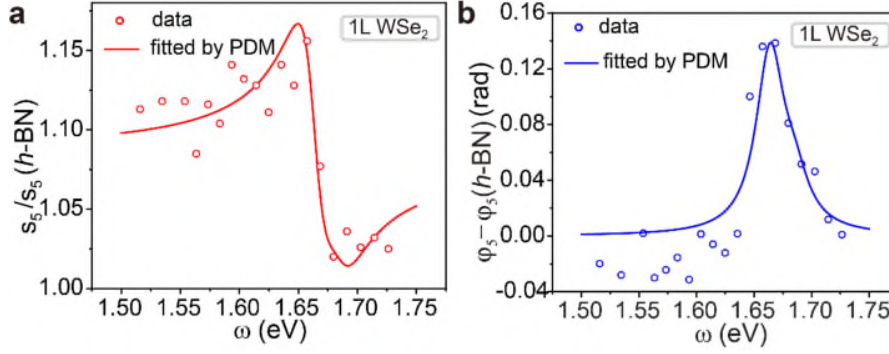 a
data
fitted by PDM
1L WSe₂
s₅/s₅ (h-BN)
1.15
1.10
1.05
1.00
1.50 1.55 1.60 1.65 1.70 1.75
ω (eV)
b
data
fitted by PDM
1L WSe₂
φ₅− φ₅(h-BN) (rad)
0.16
0.12
0.08
0.04
0.00
-0.04
1.50 1.55 1.60 1.65 1.70 1.75
ω (eV)